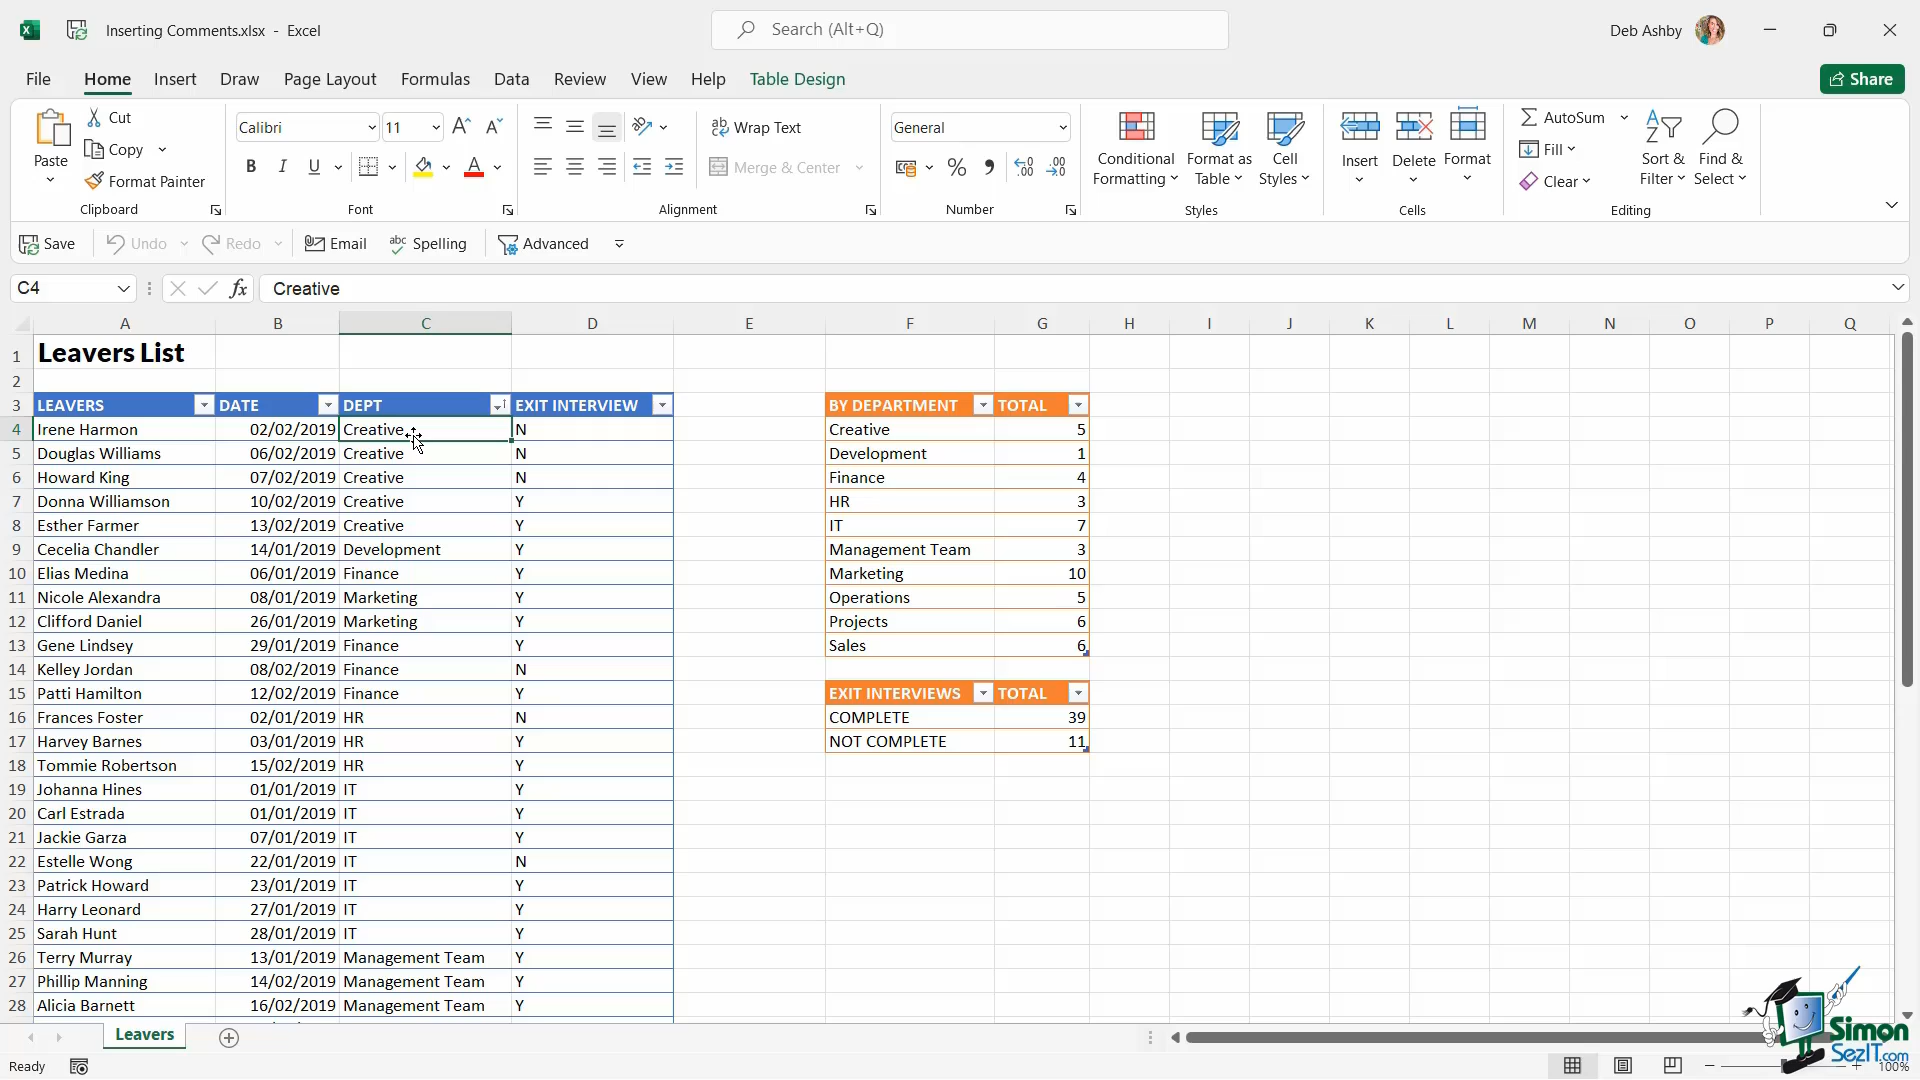 Inserting Comments.xlsx - Excel
Search (Alt+Q)
Deb Ashby
File Home Insert Draw Page Layout Formulas Data Review View Help Table Design
Share
Paste
Cut
Copy
Format Painter
Clipboard
Calibri 11
B I U
Font
Wrap Text
Merge & Center
Alignment
General
Number
Conditional Formatting
Format as Table
Cell Styles
Styles
Insert Delete Format
Cells
AutoSum
Fill
Clear
Sort & Filter
Find & Select
Editing
Save Undo Redo Email Spelling Advanced
C4 fx Creative
A B C D E F G H I J K L M N O P Q
1 Leavers List
2
3 LEAVERS DATE DEPT EXIT INTERVIEW BY DEPARTMENT TOTAL
4 Irene Harmon 02/02/2019 Creative N Creative 5
5 Douglas Williams 06/02/2019 Creative N Development 1
6 Howard King 07/02/2019 Creative N Finance 4
7 Donna Williamson 10/02/2019 Creative Y HR 3
8 Esther Farmer 13/02/2019 Creative Y IT 7
9 Cecelia Chandler 14/01/2019 Development Y Management Team 3
10 Elias Medina 06/01/2019 Finance Y Marketing 10
11 Nicole Alexandra 08/01/2019 Marketing Y Operations 5
12 Clifford Daniel 26/01/2019 Marketing Y Projects 6
13 Gene Lindsey 29/01/2019 Finance Y Sales 6
14 Kelley Jordan 08/02/2019 Finance N
15 Patti Hamilton 12/02/2019 Finance Y EXIT INTERVIEWS TOTAL
16 Frances Foster 02/01/2019 HR N COMPLETE 39
17 Harvey Barnes 03/01/2019 HR Y NOT COMPLETE 11
18 Tommie Robertson 15/02/2019 HR Y
19 Johanna Hines 01/01/2019 IT Y
20 Carl Estrada 01/01/2019 IT Y
21 Jackie Garza 07/01/2019 IT Y
22 Estelle Wong 22/01/2019 IT N
23 Patrick Howard 23/01/2019 IT Y
24 Harry Leonard 27/01/2019 IT Y
25 Sarah Hunt 28/01/2019 IT Y
26 Terry Murray 13/01/2019 Management Team Y
27 Phillip Manning 14/02/2019 Management Team Y
28 Alicia Barnett 16/02/2019 Management Team Y
Leavers
Ready
100%
Simon
SezIT.com